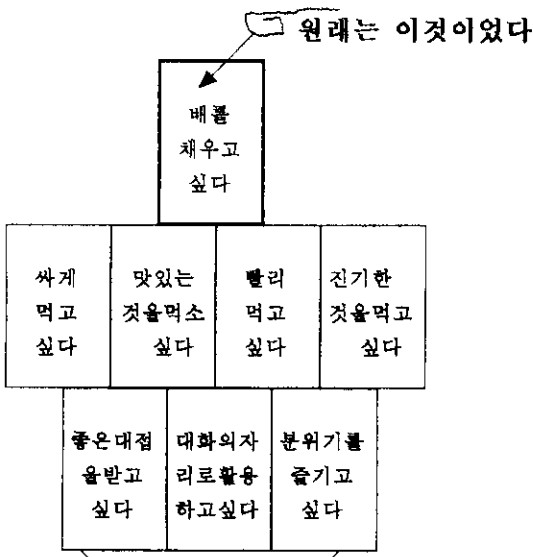 원래는 이것이었다
배를
채우고
싶다
싸게
먹고
싶다
맛있는
것을먹소
싶다
빨리
먹고
싶다
진기한
것을먹고
싶다
좋은대접
을받고
싶다
대화의자
리로활용
하고싶다
분위기를
즐기고
싶다